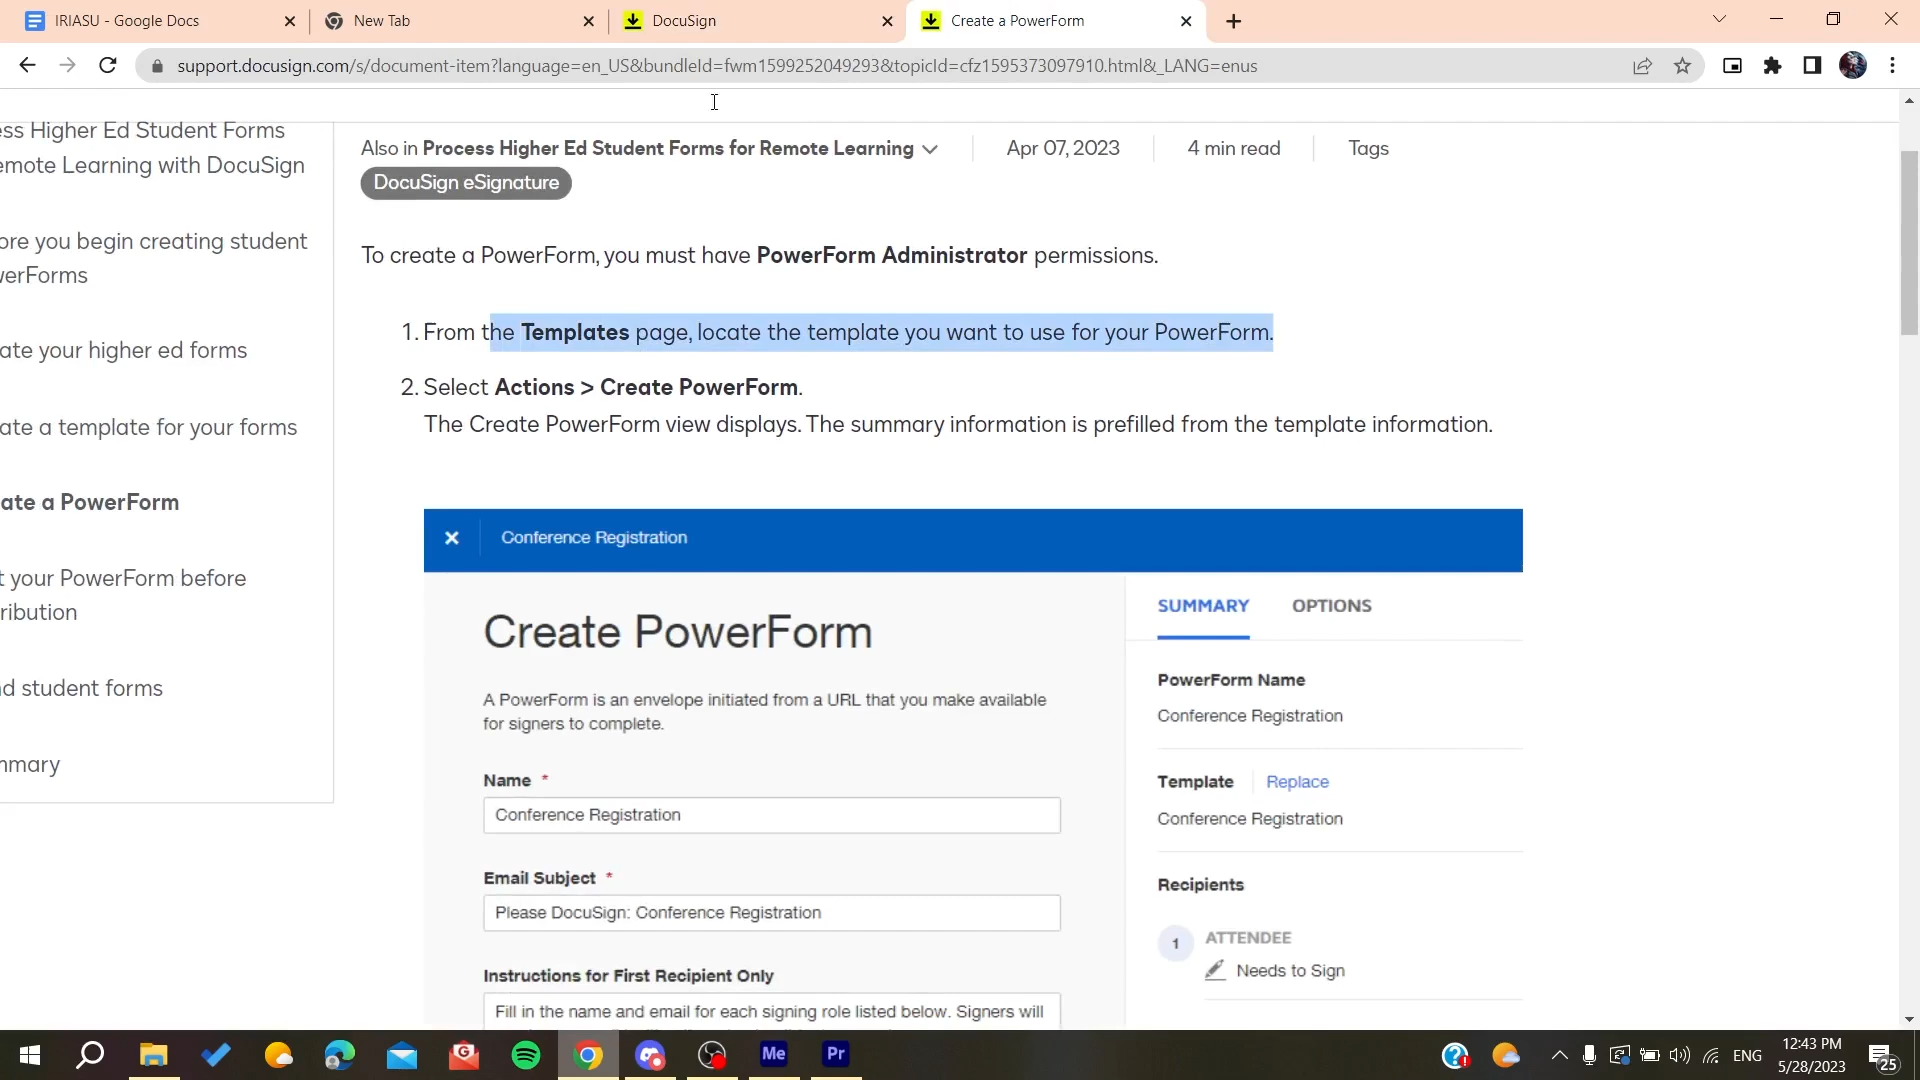 IRIASU - Google Docs
New Tab
DocuSign
Create a PowerForm
support.docusign.com/s/document-item?language=en_US&bundleId=fwm1599252049293&topicId=cfz1595373097910.html&_LANG=enus
ess Higher Ed Student Forms
emote Learning with DocuSign
ore you begin creating student
werForms
ate your higher ed forms
ate a template for your forms
ate a PowerForm
t your PowerForm before
ribution
d student forms
mmary
Also in Process Higher Ed Student Forms for Remote Learning
Apr 07, 2023
4 min read
Tags
DocuSign eSignature
To create a PowerForm, you must have PowerForm Administrator permissions.
1. From the Templates page, locate the template you want to use for your PowerForm.
2. Select Actions > Create PowerForm.
The Create PowerForm view displays. The summary information is prefilled from the template information.
Conference Registration
Create PowerForm
A PowerForm is an envelope initiated from a URL that you make available
for signers to complete.
Name *
Conference Registration
Email Subject *
Please DocuSign: Conference Registration
Instructions for First Recipient Only
Fill in the name and email for each signing role listed below. Signers will
SUMMARY
OPTIONS
PowerForm Name
Conference Registration
Template
Replace
Conference Registration
Recipients
1
ATTENDEE
Needs to Sign
Me
Pr
ENG
12:43 PM
5/28/2023
25